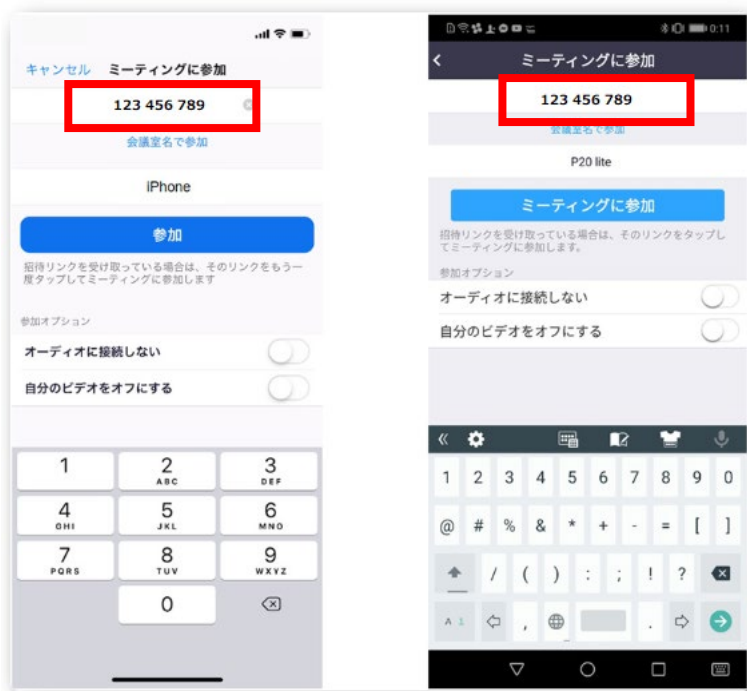 キャンセル ミーティングに参加
123 456 789
会議室名で参加
iPhone
参加
招待リンクを受け取っている場合は、そのリンクをもう一
度タップしてミーティングに参加します
参加オプション
オーディオに接続しない
自分のビデオをオフにする
1 2 3
ABC DEF
4 5 6
GHI JKL MNO
7 8 9
PQRS TUV WXYZ
0
0:11
ミーティングに参加
123 456 789
会議室名で参加
P20 lite
ミーティングに参加
招待リンクを受け取っている場合は、そのリンクをタップし
てミーティングに参加します。
参加オプション
オーディオに接続しない
自分のビデオをオフにする
1 2 3 4 5 6 7 8 9 0
@ # % & * + - = [ ]
/ ( ) : ; ! ?
A 1 , .